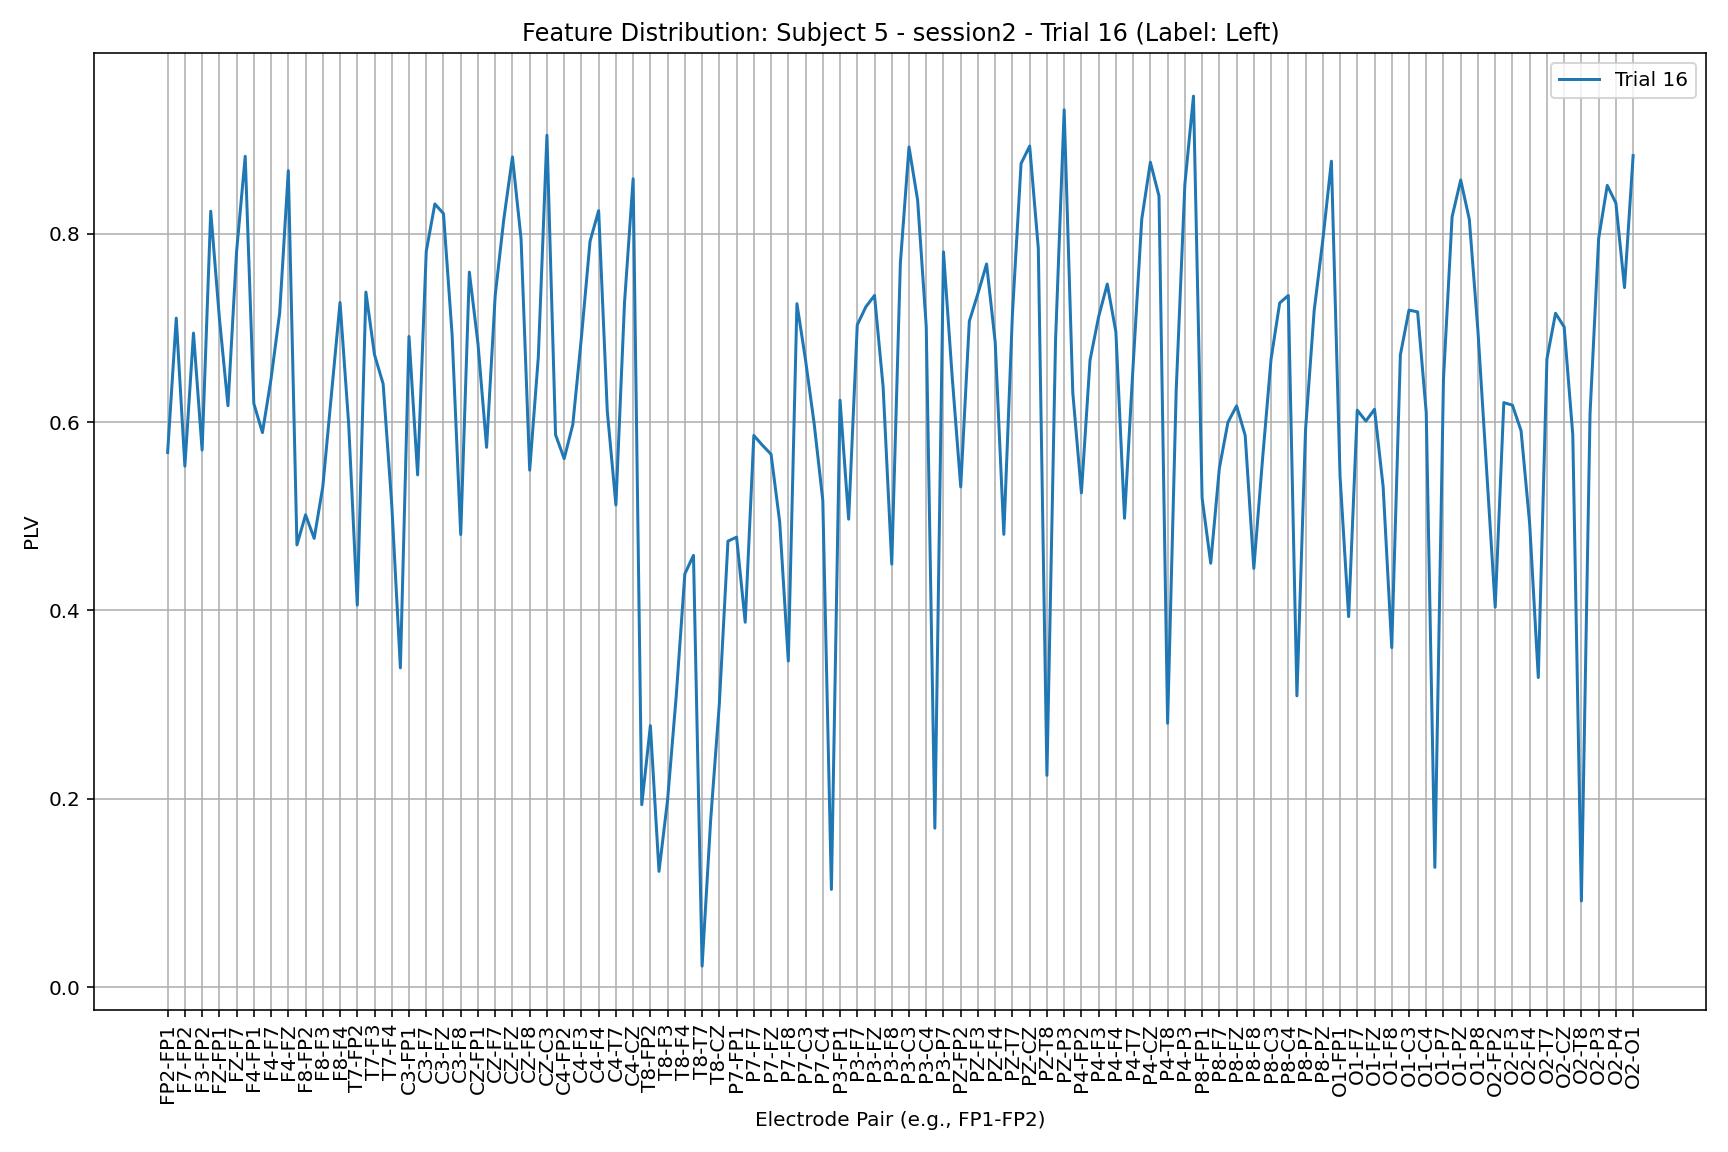 Feature Distribution: Subject 5 - session2 - Trial 16 (Label: Left)
Trial 16
PLV
0.8
0.6
0.4
0.2
0.0
FP2-FP1
F7-FP2
F3-FP2
FZ-FP1
FZ-F7
F4-FP1
F4-F7
F4-FZ
F8-FP2
F8-F3
F8-F4
T7-FP2
T7-F3
T7-F4
C3-FP1
C3-F7
C3-FZ
C3-F8
CZ-FP1
CZ-F7
CZ-FZ
CZ-F8
CZ-C3
C4-FP2
C4-F3
C4-F4
C4-T7
C4-CZ
T8-FP2
T8-F3
T8-F4
T8-T7
T8-CZ
P7-FP1
P7-F7
P7-FZ
P7-F8
P7-C3
P7-C4
P3-FP1
P3-F7
P3-FZ
P3-F8
P3-C3
P3-C4
P3-P7
PZ-FP2
PZ-F3
PZ-F4
PZ-T7
PZ-CZ
PZ-T8
PZ-P3
P4-FP2
P4-F3
P4-F4
P4-T7
P4-CZ
P4-T8
P4-P3
P8-FP1
P8-F7
P8-FZ
P8-F8
P8-C3
P8-C4
P8-P7
P8-PZ
O1-FP1
O1-F7
O1-FZ
O1-F8
O1-C3
O1-C4
O1-P7
O1-PZ
O1-P8
O2-FP2
O2-F3
O2-F4
O2-T7
O2-CZ
O2-T8
O2-P3
O2-P4
O2-O1
Electrode Pair (e.g., FP1-FP2)